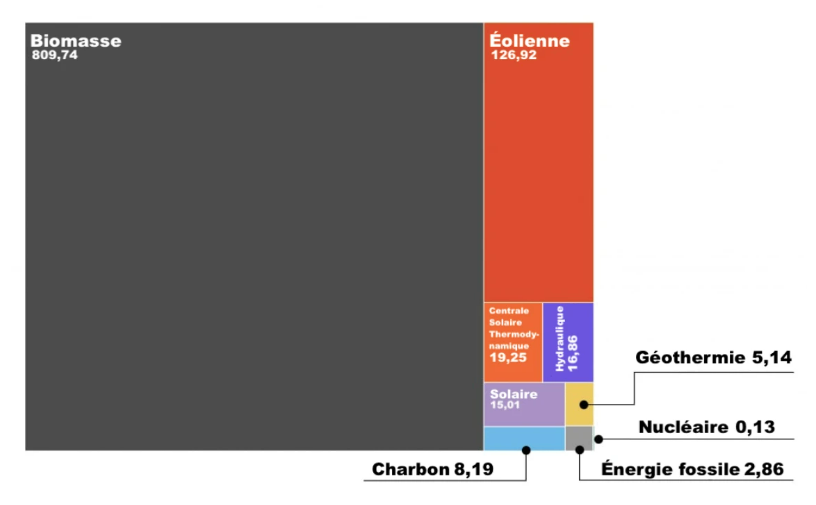 Biomasse
809,74
Éolienne
126,92
Centrale
Solaire
Thermody-
namique
19,25
Hydraulique
16,86
Solaire
15,01
Géothermie 5,14
Nucléaire 0,13
Charbon 8,19
Énergie fossile 2,86